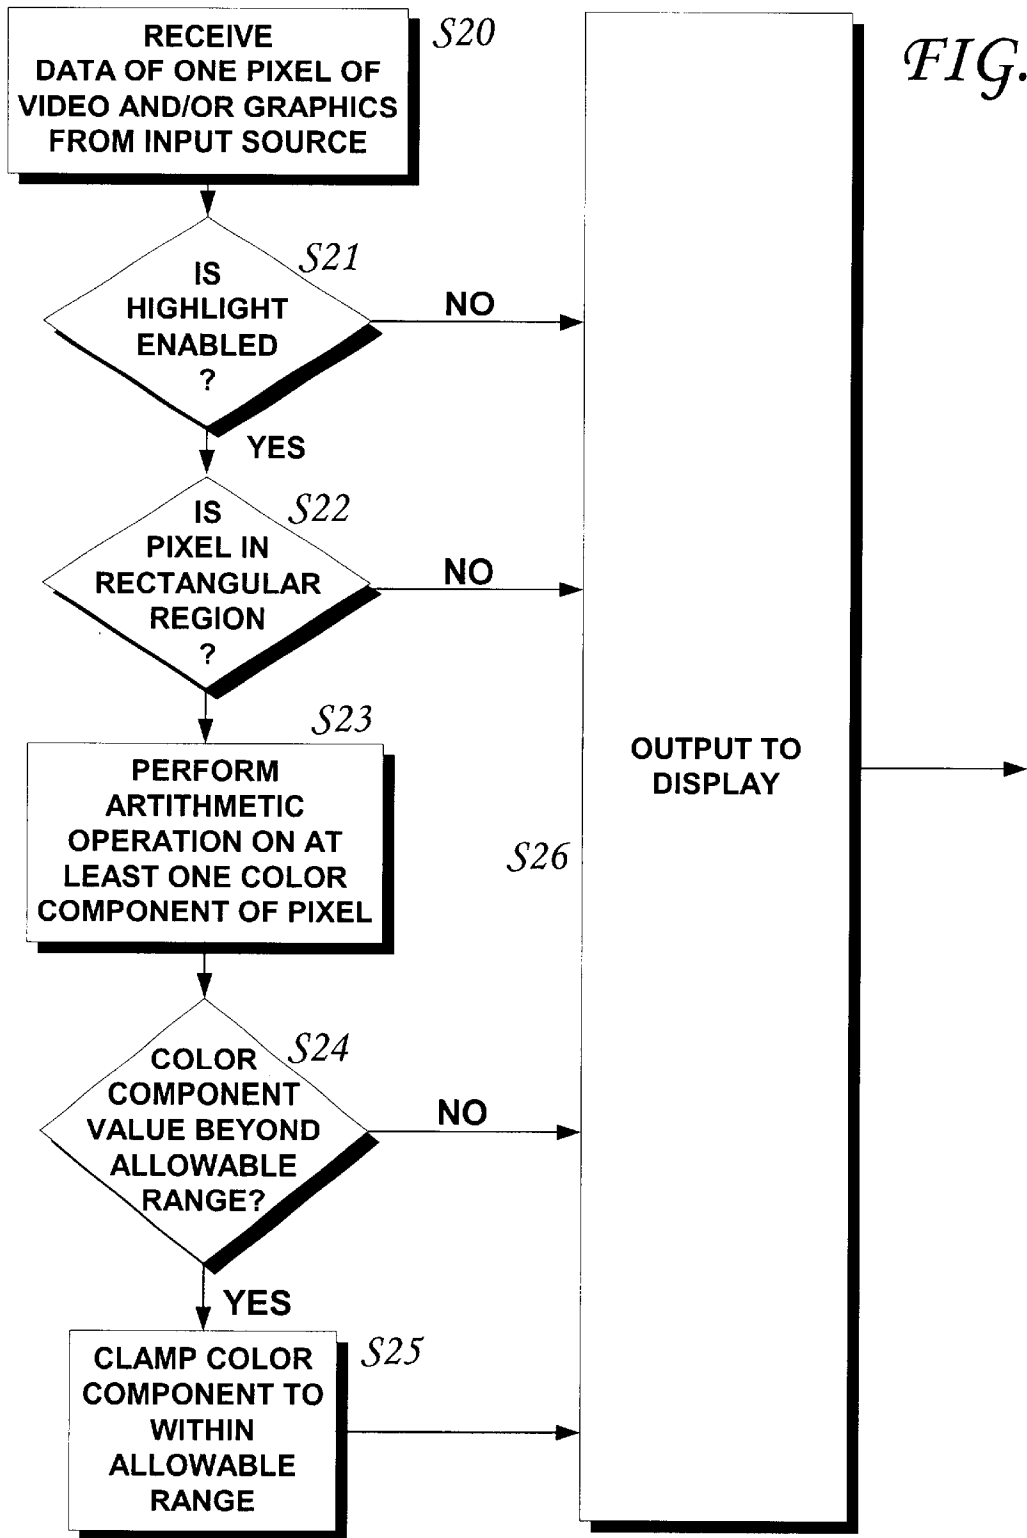 RECEIVE
DATA OF ONE PIXEL OF
VIDEO AND/OR GRAPHICS
FROM INPUT SOURCE
S20
FIG.
IS
HIGHLIGHT
ENABLED
?
S21
NO
YES
IS
PIXEL IN
RECTANGULAR
REGION
?
S22
NO
S23
PERFORM
ARTITHMETIC
OPERATION ON AT
LEAST ONE COLOR
COMPONENT OF PIXEL
COLOR
COMPONENT
VALUE BEYOND
ALLOWABLE
RANGE?
S24
NO
YES
CLAMP COLOR
COMPONENT TO
WITHIN
ALLOWABLE
RANGE
S25
S26
OUTPUT TO
DISPLAY